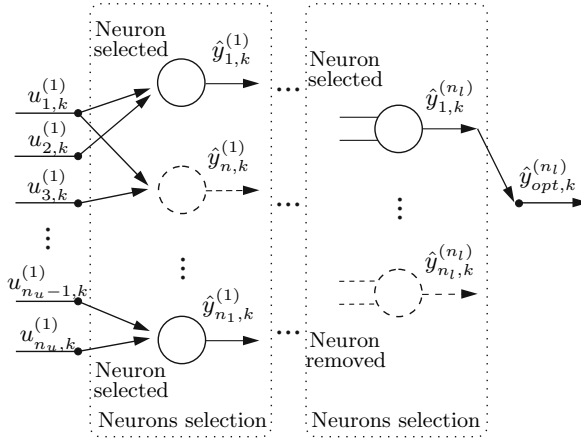 Neuron
selected
$\hat{y}_{1,k}^{(1)}$
$u_{1,k}^{(1)}$
$u_{2,k}^{(1)}$
$u_{3,k}^{(1)}$
$\hat{y}_{n,k}^{(1)}$
$u_{n_u-1,k}^{(1)}$
$u_{n_u,k}^{(1)}$
$\hat{y}_{n_1,k}^{(1)}$
Neuron
selected
Neurons selection
Neuron
selected
$\hat{y}_{1,k}^{(n_l)}$
$\hat{y}_{opt,k}^{(n_l)}$
$\hat{y}_{n_l,k}^{(n_l)}$
Neuron
removed
Neurons selection